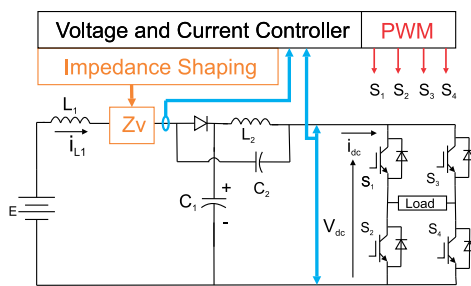 Voltage and Current Controller PWM
Impedance Shaping
S1 S2 S3 S4
L1
Zv
iL1
L2
idc
S1
S3
E
C1
+
-
C2
Vdc
Load
S2
S4